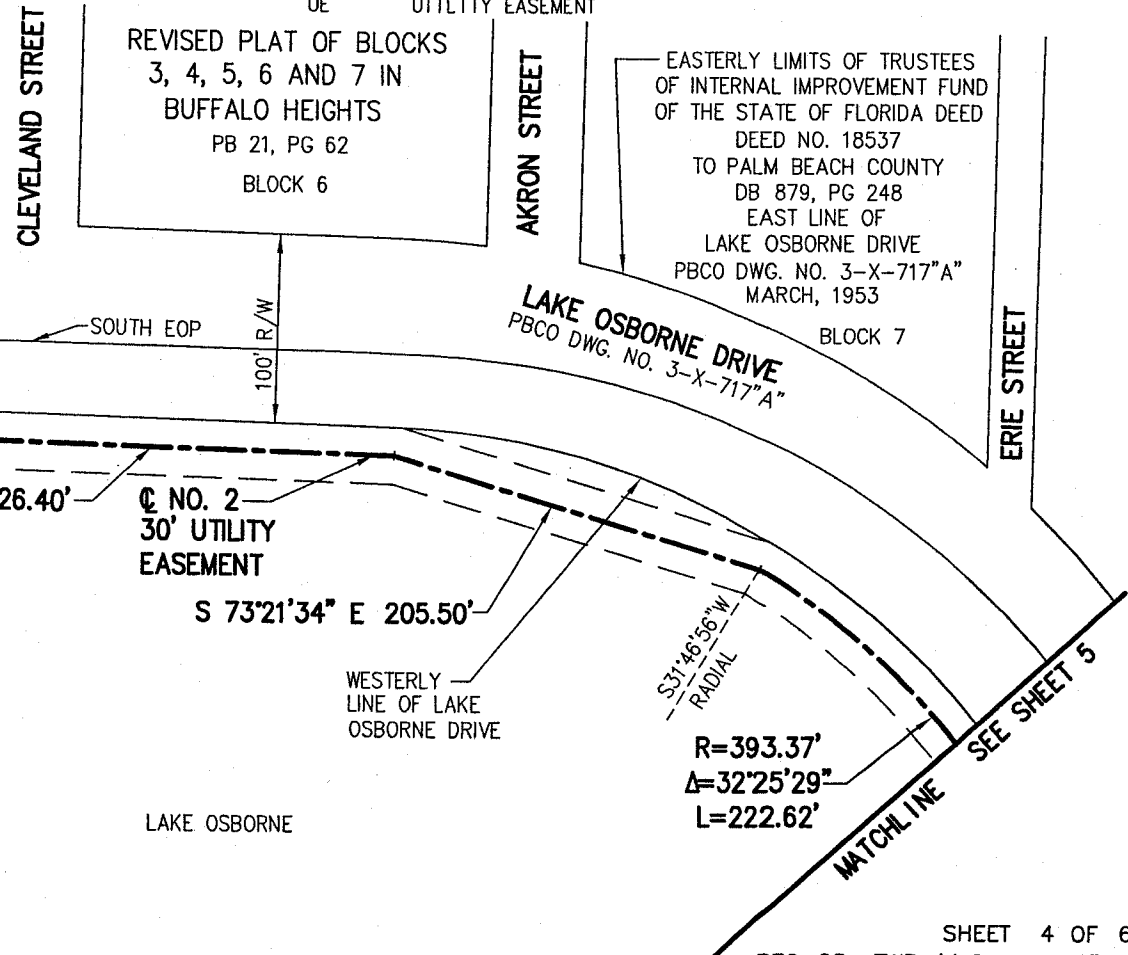 UE UTILITY EASEMENT
CLEVELAND STREET
REVISED PLAT OF BLOCKS
3, 4, 5, 6 AND 7 IN
BUFFALO HEIGHTS
PB 21, PG 62
BLOCK 6
AKRON STREET
EASTERLY LIMITS OF TRUSTEES
OF INTERNAL IMPROVEMENT FUND
OF THE STATE OF FLORIDA DEED
DEED NO. 18537
TO PALM BEACH COUNTY
DB 879, PG 248
EAST LINE OF
LAKE OSBORNE DRIVE
PBCO DWG. NO. 3-X-717"A"
MARCH, 1953
BLOCK 7
ERIE STREET
LAKE OSBORNE DRIVE
PBCO DWG. NO. 3-X-717"A"
SOUTH EOP
100' R/W
26.40'
℄ NO. 2
30' UTILITY
EASEMENT
S 73°21'34" E 205.50'
WESTERLY
LINE OF LAKE
OSBORNE DRIVE
S31°46'56"W
RADIAL
R=393.37'
Δ=32°25'29"
L=222.62'
LAKE OSBORNE
MATCHLINE SEE SHEET 5
SHEET 4 OF 6